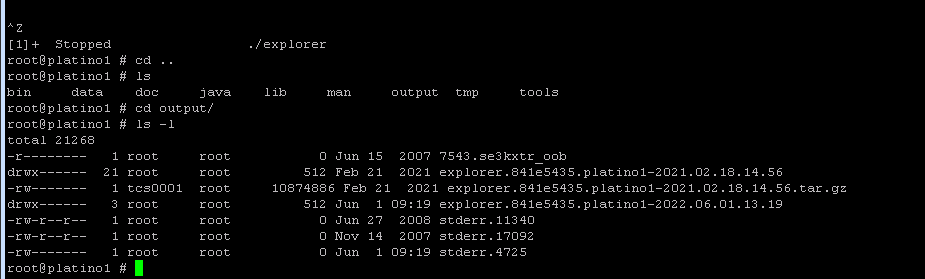 ^Z
[1]+  Stopped                 ./explorer
root@platino1 # cd ..
root@platino1 # ls
bin     data    doc     java    lib     man     output  tmp     tools
root@platino1 # cd output/
root@platino1 # ls -l
total 21268
-r--------   1 root     root           0 Jun 15  2007 7543.se3kxtr_oob
drwx------  21 root     root         512 Feb 21  2021 explorer.841e5435.platino1-2021.02.18.14.56
-rw-------   1 tcs0001  root     10874886 Feb 21  2021 explorer.841e5435.platino1-2021.02.18.14.56.tar.gz
drwx------   3 root     root         512 Jun  1 09:19 explorer.841e5435.platino1-2022.06.01.13.19
-rw-r--r--   1 root     root           0 Jun 27  2008 stderr.11340
-rw-r--r--   1 root     root           0 Nov 14  2007 stderr.17092
-rw-------   1 root     root           0 Jun  1 09:19 stderr.4725
root@platino1 #